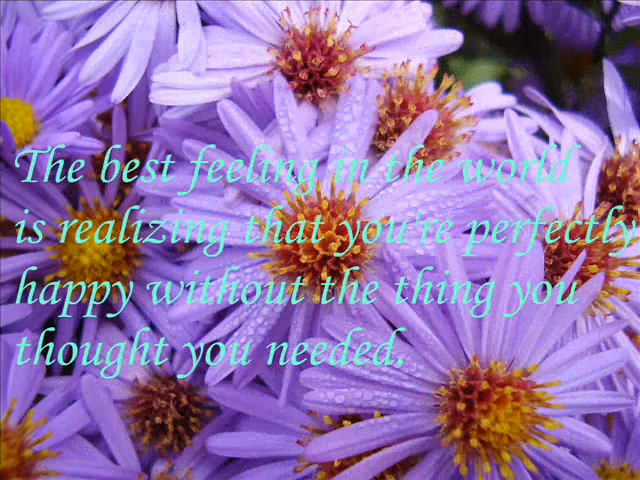 The best feeling in the world
is realizing that you're perfectly
happy without the thing you
thought you needed.